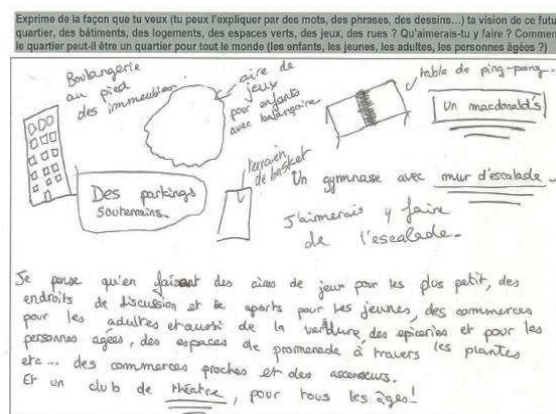 Exprime de la façon que tu veux (tu peux l'expliquer par des mots, des phrases, des dessins...) ta vision de ce futu
quartier, des bâtiments, des logements, des espaces verts, des jeux, des rues ? Qu'aimerais-tu y faire ? Commen
le quartier peut-il être un quartier pour tout le monde (les enfants, les jeunes, les adultes, les personnes âgées ?)
Boulangerie
au pied
des immeubles.
aire de
jeux
pour enfants
avec balançoire.
table de ping-pong.
Un macdonald's
terrain
de basket
Des parkings
souterrains.
Un gymnase avec mur d'escalade.
J'aimerais y faire
de l'escalade.
Je pense qu'en faisant des aires de jeux pour les plus petit, des
endroits de discussion et de sports pour les jeunes, des commerces
pour les adultes et aussi de la verdure, des epiceries et pour les
personnes agées, des espaces de promenade à travers les plantes
etc... des commerces proches et des ascenseurs.
Et un club de théatre, pour tous les âges!